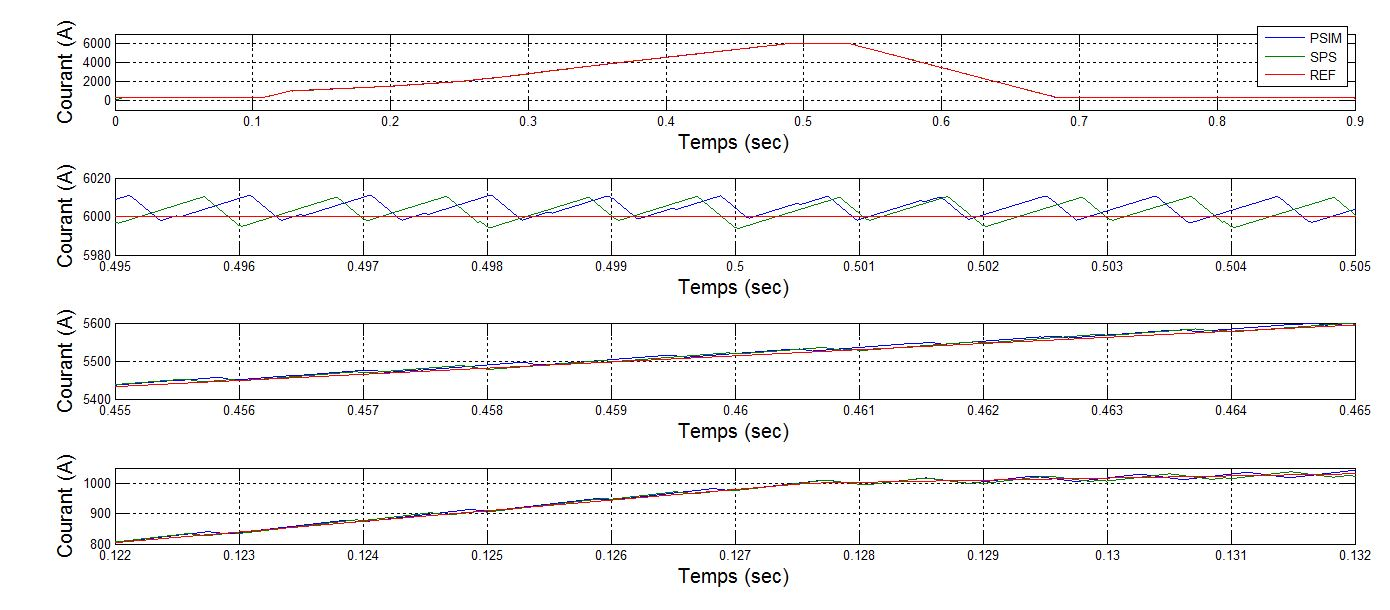 Courant (A)
6000
4000
2000
0
PSIM
SPS
REF
0 0.1 0.2 0.3 0.4 0.5 0.6 0.7 0.8 0.9
Temps (sec)
Courant (A)
6020
6000
5980
0.495 0.496 0.497 0.498 0.499 0.5 0.501 0.502 0.503 0.504 0.505
Temps (sec)
Courant (A)
5600
5500
5400
0.455 0.456 0.457 0.458 0.459 0.46 0.461 0.462 0.463 0.464 0.465
Temps (sec)
Courant (A)
1000
900
800
0.122 0.123 0.124 0.125 0.126 0.127 0.128 0.129 0.13 0.131 0.132
Temps (sec)